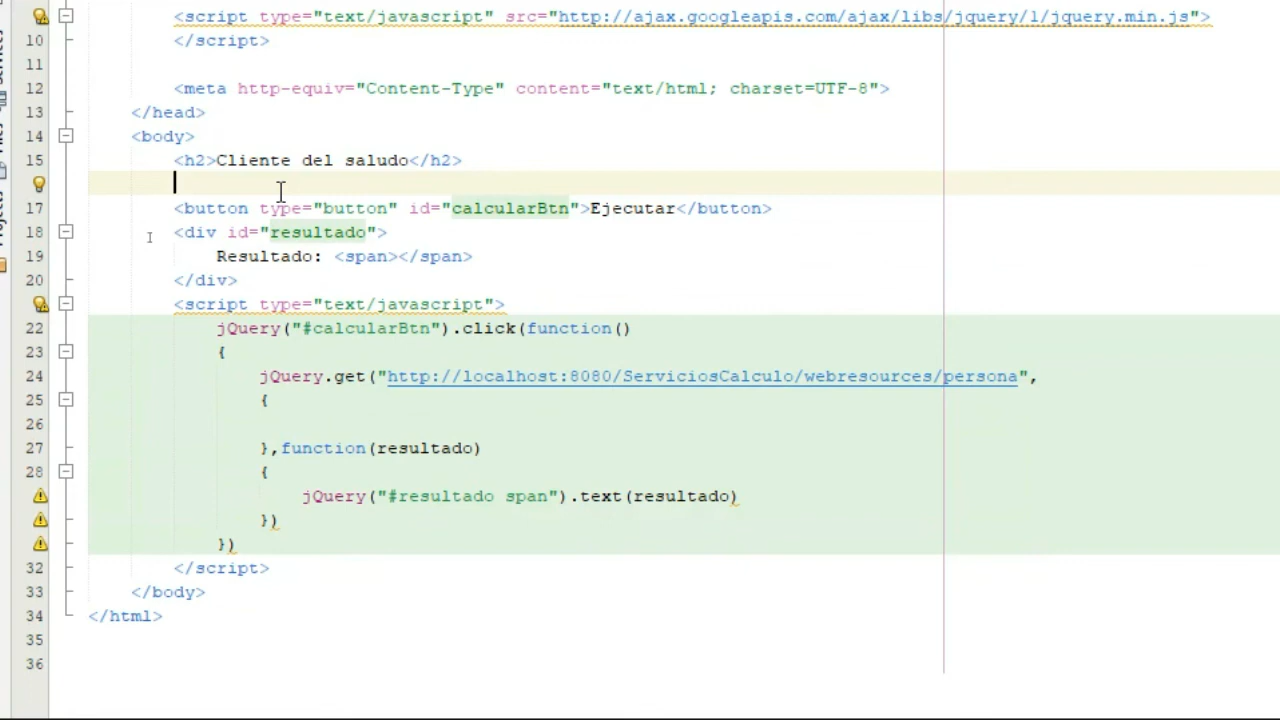 <script type="text/javascript" src="http://ajax.googleapis.com/ajax/libs/jquery/1/jquery.min.js">
10 </script>
11
12 <meta http-equiv="Content-Type" content="text/html; charset=UTF-8">
13 </head>
14 <body>
15 <h2>Cliente del saludo</h2>
17 <button type="button" id="calcularBtn">Ejecutar</button>
18 <div id="resultado">
19 Resultado: <span></span>
20 </div>
<script type="text/javascript">
22 jQuery("#calcularBtn").click(function()
23 {
24 jQuery.get("http://localhost:8080/ServiciosCalculo/webresources/persona",
25 {
26
27 },function(resultado)
28 {
jQuery("#resultado span").text(resultado)
})
})
32 </script>
33 </body>
34 </html>
35
36
Projects